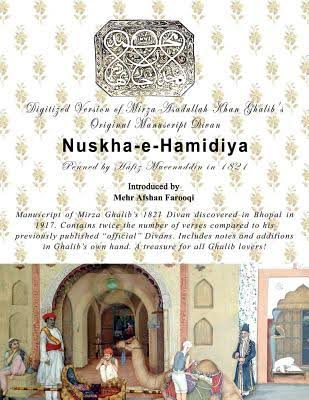 Digitized Version of Mirza Asadullah Khan Ghalib's
Original Manuscript Divan
Nuskha-e-Hamidiya
Penned by Hafiz Mueenuddin in 1821
Introduced by
Mehr Afshan Farooqi
Manuscript of Mirza Ghalib's 1821 Divan discovered in Bhopal in
1917. Contains twice the number of verses compared to his
previously published "official" Divans. Includes notes and additions
in Ghalib's own hand. A treasure for all Ghalib lovers!